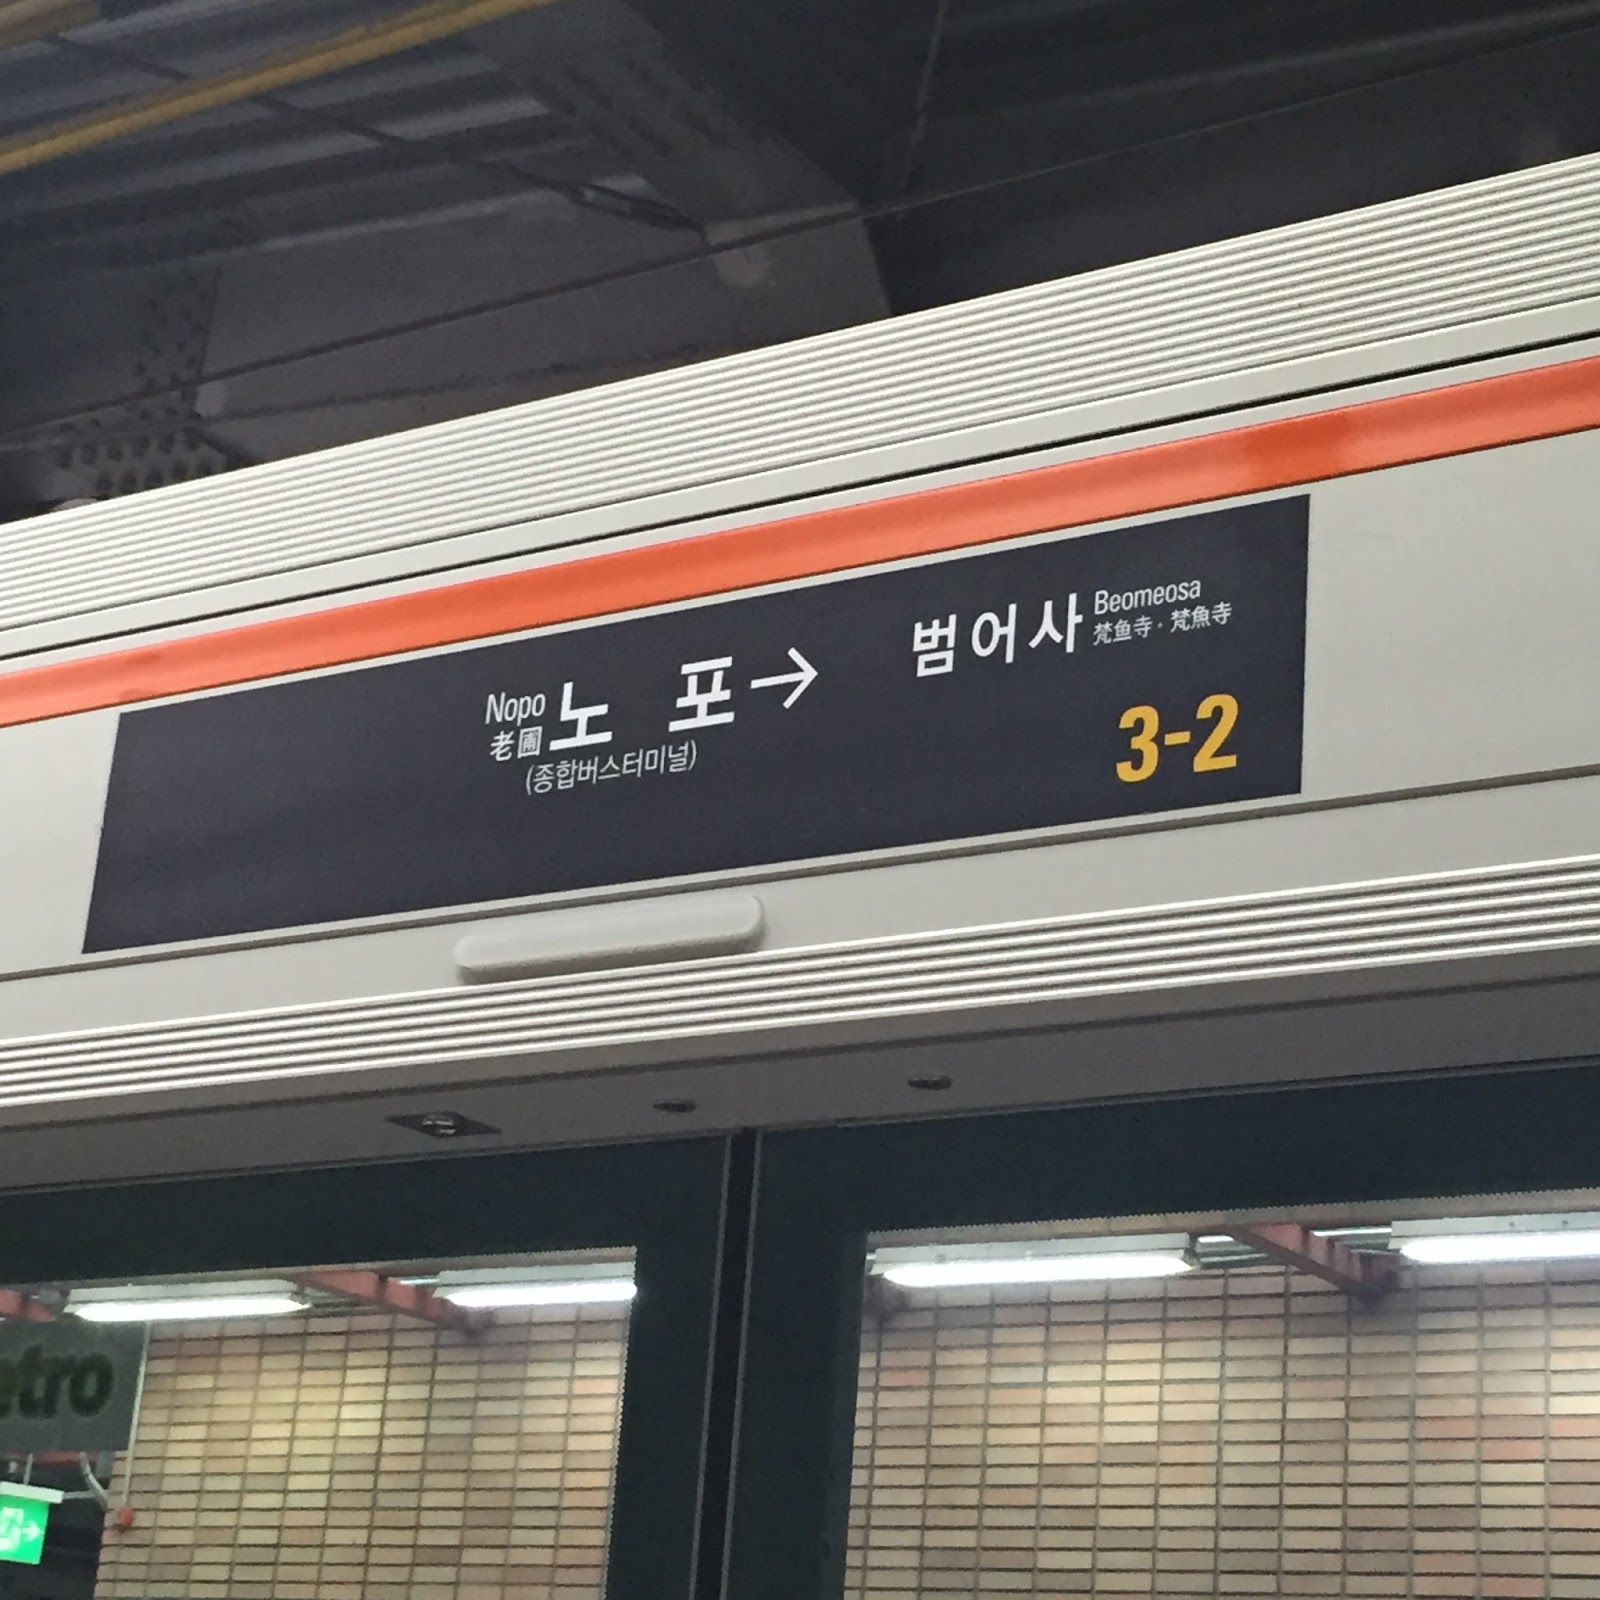 Nopo
老圃
노 포 →
(종합버스터미널)
범어사
Beomeosa
梵鱼寺·梵魚寺
3-2
etro